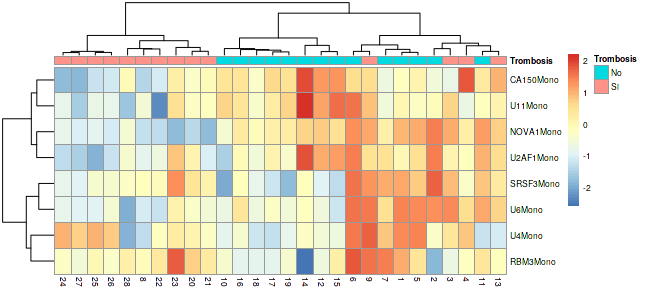 Trombosis
Trombosis
No
SI
CA150Mono
U11Mono
NOVA1Mono
U2AF1Mono
SRSF3Mono
U6Mono
U4Mono
RBM3Mono
2
1
0
-1
-2
24 27 25 26 28 8 22 23 20 21 10 16 18 17 19 14 12 15 6 9 7 1 5 2 3 4 11 13